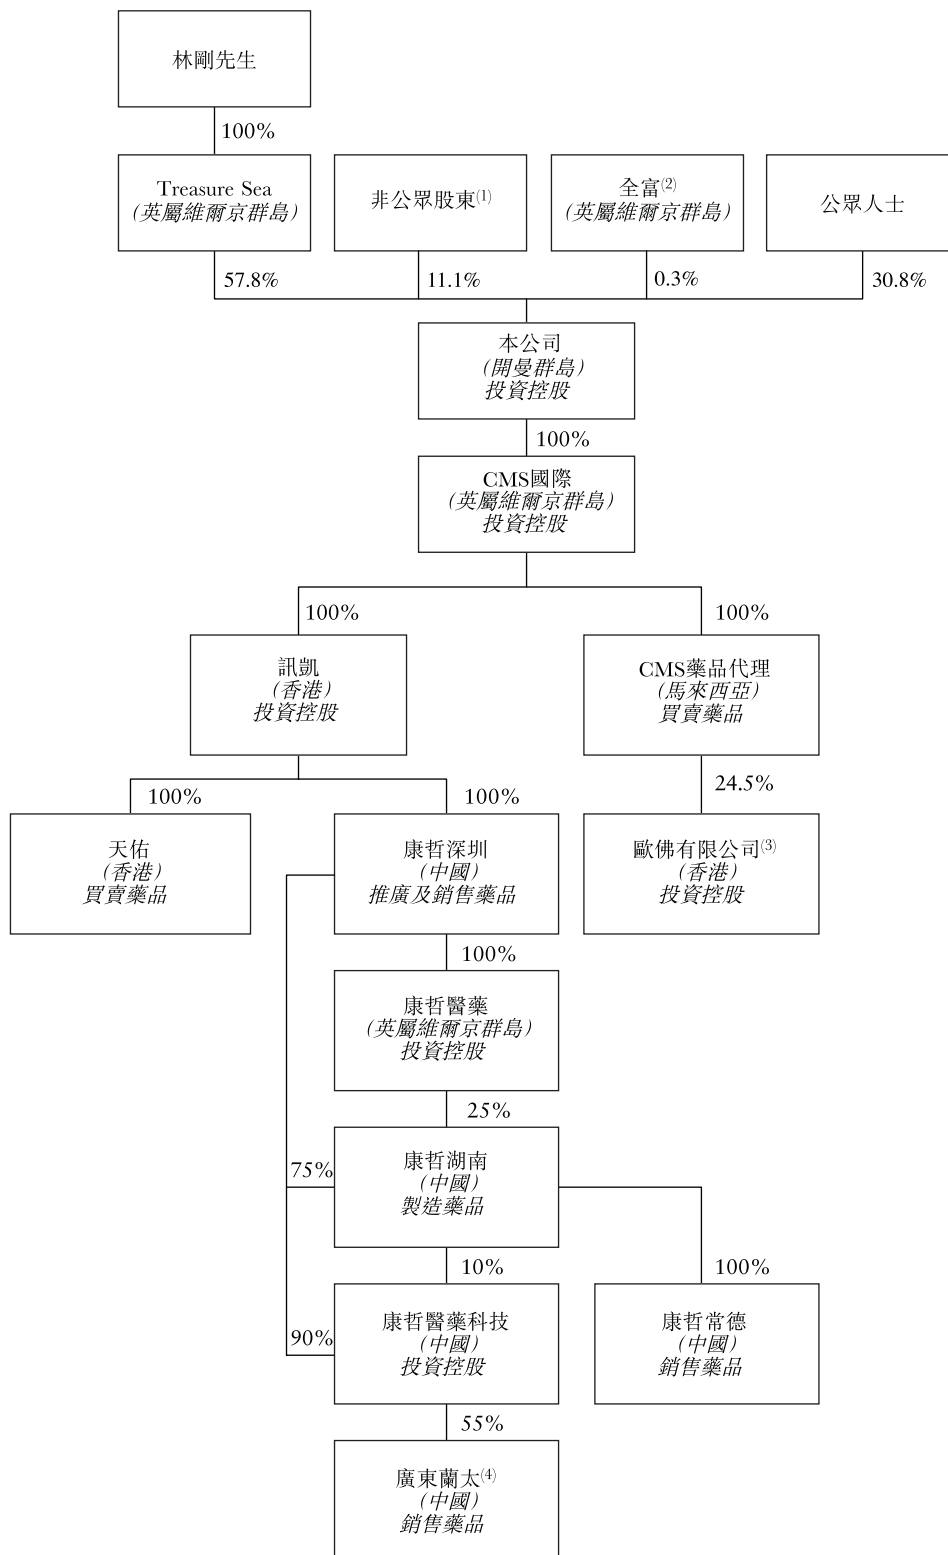 林剛先生
100%
Treasure Sea
(英屬維爾京群島)
非公眾股東(1)
全富(2)
(英屬維爾京群島)
公眾人士
57.8%
11.1%
0.3%
30.8%
本公司
(開曼群島)
投資控股
100%
CMS國際
(英屬維爾京群島)
投資控股
100%
100%
訊凱
(香港)
投資控股
CMS藥品代理
(馬來西亞)
買賣藥品
100%
100%
24.5%
天佑
(香港)
買賣藥品
康哲深圳
(中國)
推廣及銷售藥品
歐佛有限公司(3)
(香港)
投資控股
100%
康哲醫藥
(英屬維爾京群島)
投資控股
25%
75%
康哲湖南
(中國)
製造藥品
10%
100%
90%
康哲醫藥科技
(中國)
投資控股
康哲常德
(中國)
銷售藥品
55%
廣東蘭太(4)
(中國)
銷售藥品